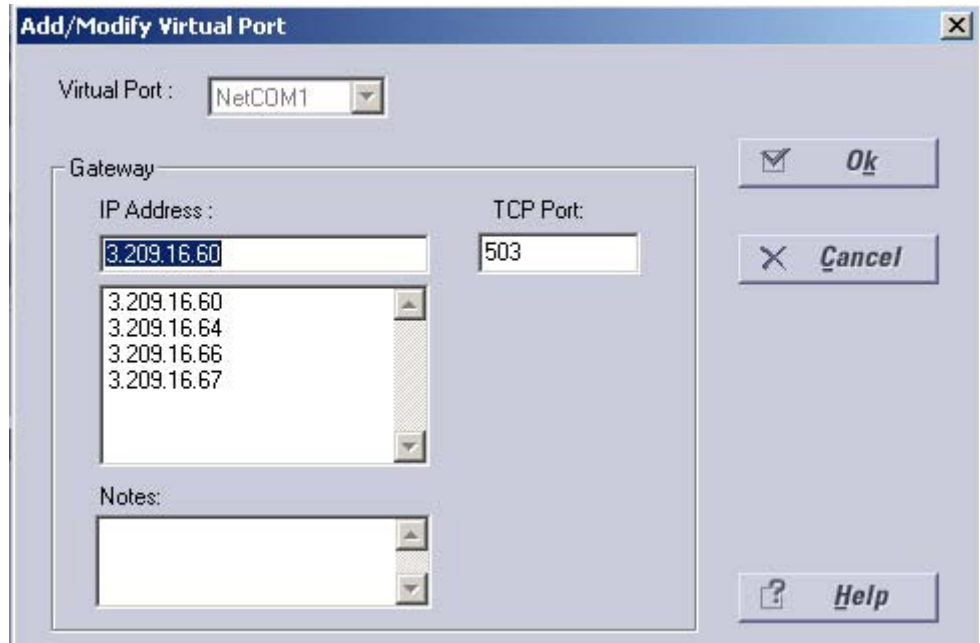 Add/Modify Virtual Port
Virtual Port :
NetCOM1
Gateway
IP Address :
TCP Port:
3.209.16.60
503
3.209.16.60
3.209.16.64
3.209.16.66
3.209.16.67
Notes:
Ok
Cancel
Help